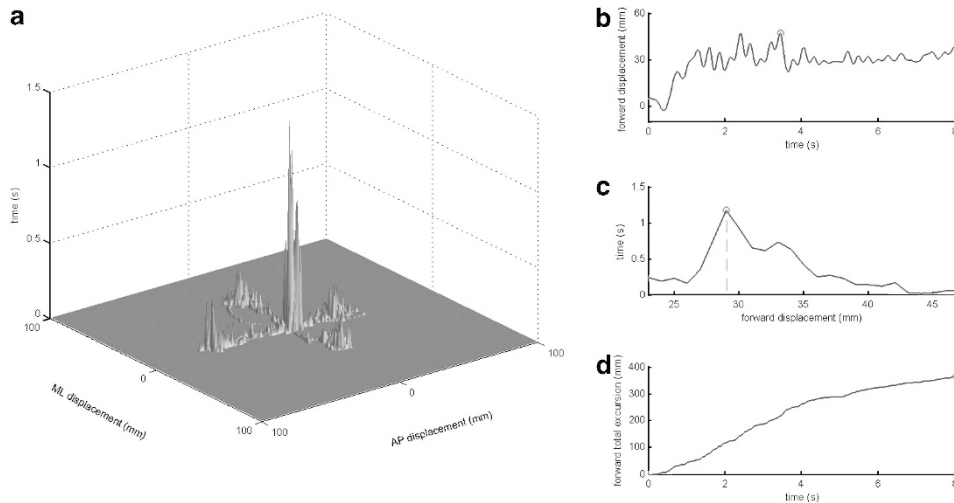 a
1.5
1
0.5
0
time (s)
100
0
100
ML displacement (mm)
100
0
100
AP displacement (mm)
b
60
30
0
forward displacement (mm)
0
2
4
6
8
time (s)
c
1.5
1
0.5
0
time (s)
25
30
35
40
45
forward displacement (mm)
d
400
300
200
100
0
forward total excursion (mm)
0
2
4
6
8
time (s)